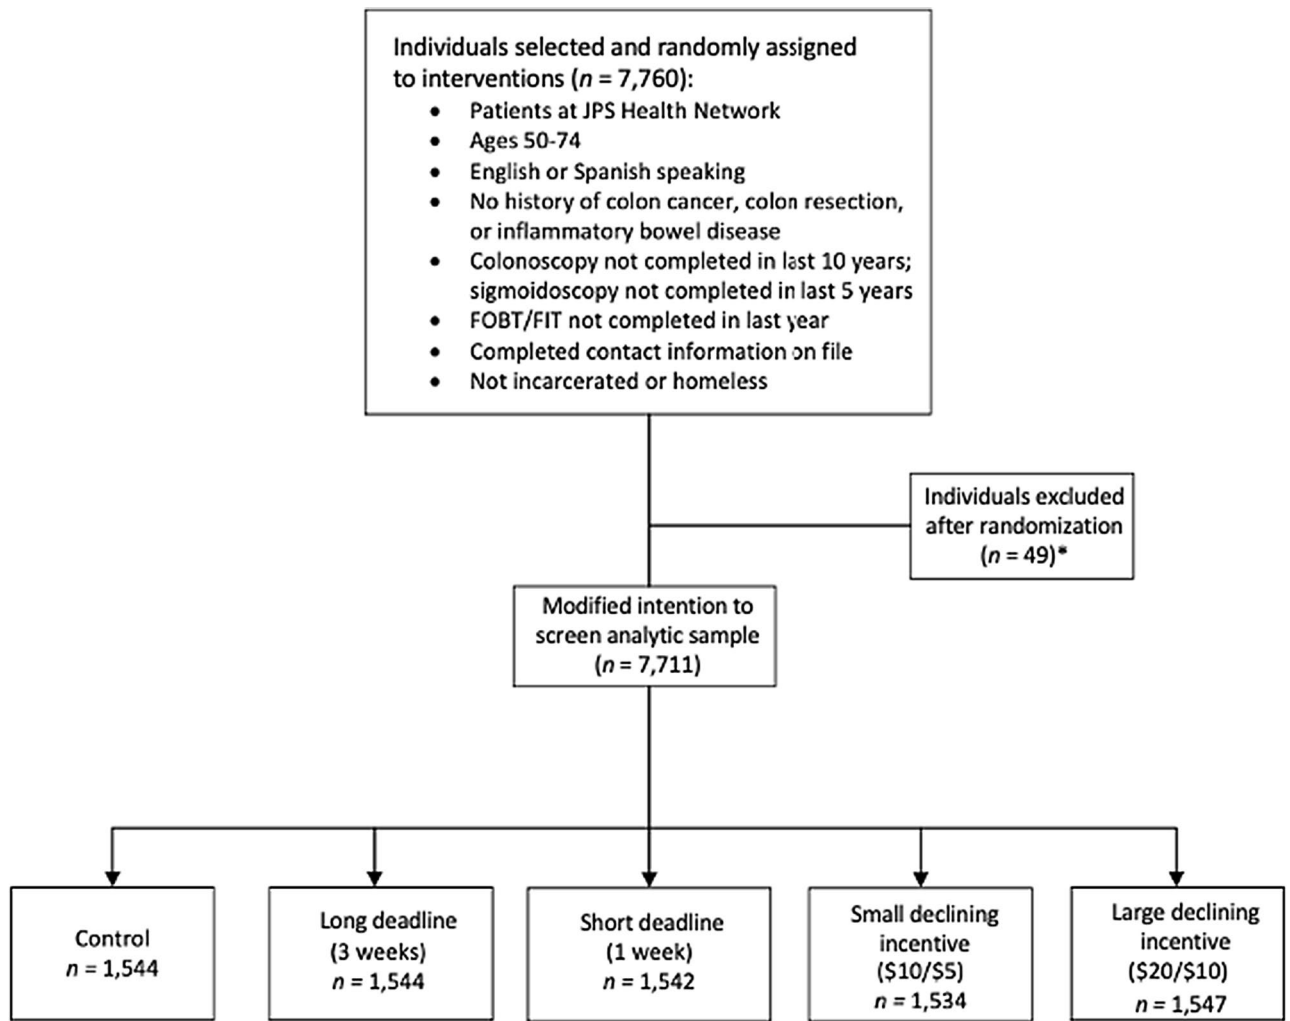 Individuals selected and randomly assigned
to interventions (n = 7,760):
• Patients at JPS Health Network
• Ages 50-74
• English or Spanish speaking
• No history of colon cancer, colon resection,
or inflammatory bowel disease
• Colonoscopy not completed in last 10 years;
sigmoidoscopy not completed in last 5 years
• FOBT/FIT not completed in last year
• Completed contact information on file
• Not incarcerated or homeless
Individuals excluded
after randomization
(n = 49)*
Modified intention to
screen analytic sample
(n = 7,711)
Control
n = 1,544
Long deadline
(3 weeks)
n = 1,544
Short deadline
(1 week)
n = 1,542
Small declining
incentive
($10/$5)
n = 1,534
Large declining
incentive
($20/$10)
n = 1,547